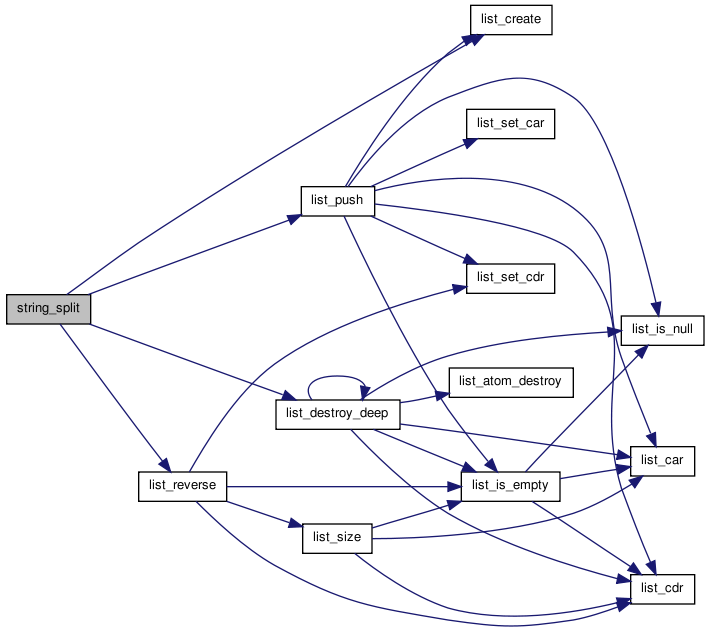 list_create
list_set_car
list_push
list_set_cdr
string_split
list_is_null
list_atom_destroy
list_destroy_deep
list_car
list_reverse
list_is_empty
list_size
list_cdr